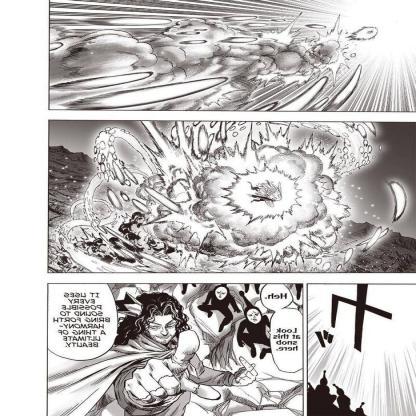 IT USES
EVERY
POSSIBLE
SOUND TO
BRING FORTH
HARMONY-
A THING OF
ULTIMATE
BEAUTY.
Heh.
Look
at this
snob
here.